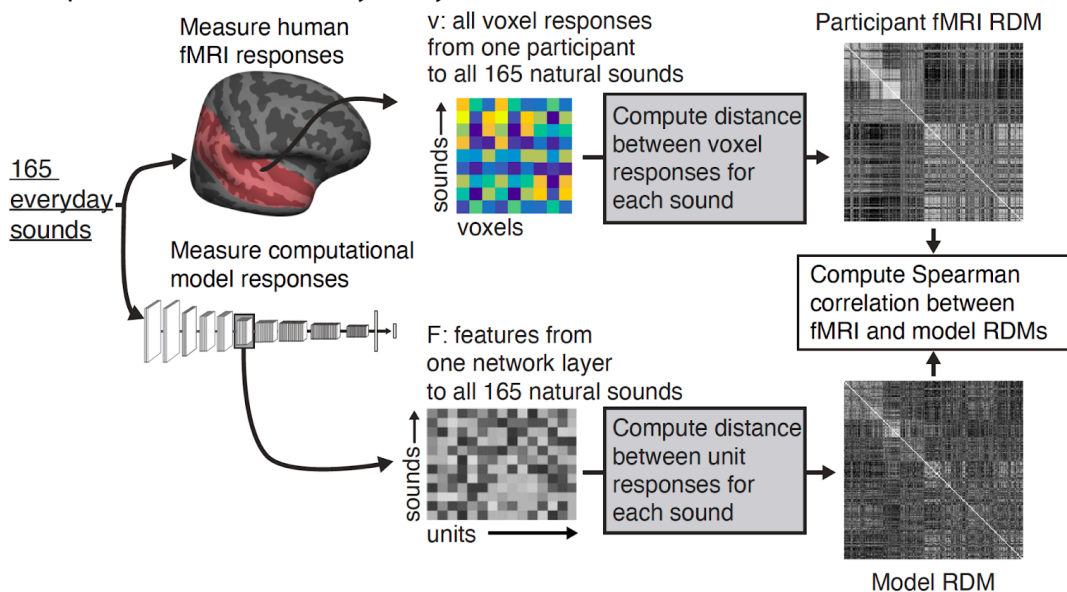 Measure human
fMRI responses
v: all voxel responses
from one participant
to all 165 natural sounds
Participant fMRI RDM
sounds
voxels
Compute distance
between voxel
responses for
each sound
165
everyday
sounds
Measure computational
model responses
Compute Spearman
correlation between
fMRI and model RDMs
F: features from
one network layer
to all 165 natural sounds
sounds
units
Compute distance
between unit
responses for
each sound
Model RDM